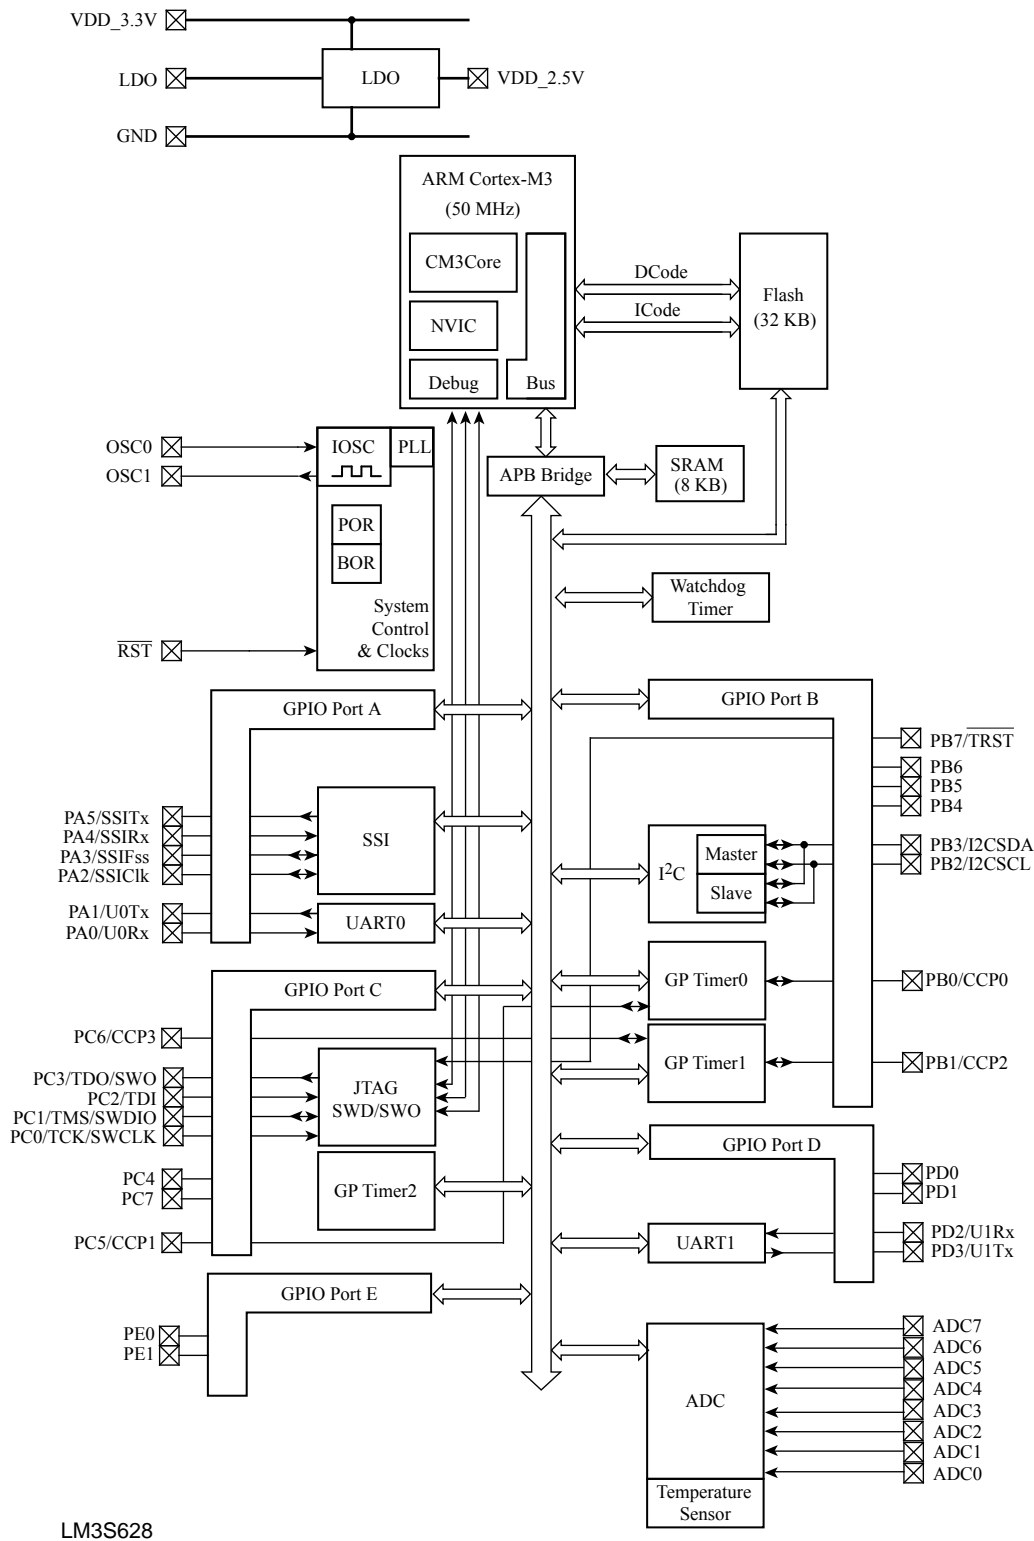 VDD_3.3V
LDO
LDO
VDD_2.5V
GND
ARM Cortex-M3
(50 MHz)
CM3Core
NVIC
Debug
Bus
DCode
ICode
Flash
(32 KB)
OSC0
OSC1
IOSC
PLL
POR
BOR
System
Control
& Clocks
RST
APB Bridge
SRAM
(8 KB)
Watchdog
Timer
GPIO Port A
PA5/SSITx
PA4/SSIRx
PA3/SSIFss
PA2/SSIClk
SSI
PA1/U0Tx
PA0/U0Rx
UART0
GPIO Port B
PB7/TRST
PB6
PB5
PB4
PB3/I2CSDA
PB2/I2CSCL
I2C
Master
Slave
GP Timer0
PB0/CCP0
GP Timer1
PB1/CCP2
GPIO Port C
PC6/CCP3
PC3/TDO/SWO
PC2/TDI
PC1/TMS/SWDIO
PC0/TCK/SWCLK
JTAG
SWD/SWO
PC4
PC7
GP Timer2
PC5/CCP1
GPIO Port D
PD0
PD1
PD2/U1Rx
PD3/U1Tx
UART1
GPIO Port E
PE0
PE1
ADC
ADC7
ADC6
ADC5
ADC4
ADC3
ADC2
ADC1
ADC0
Temperature
Sensor
LM3S628